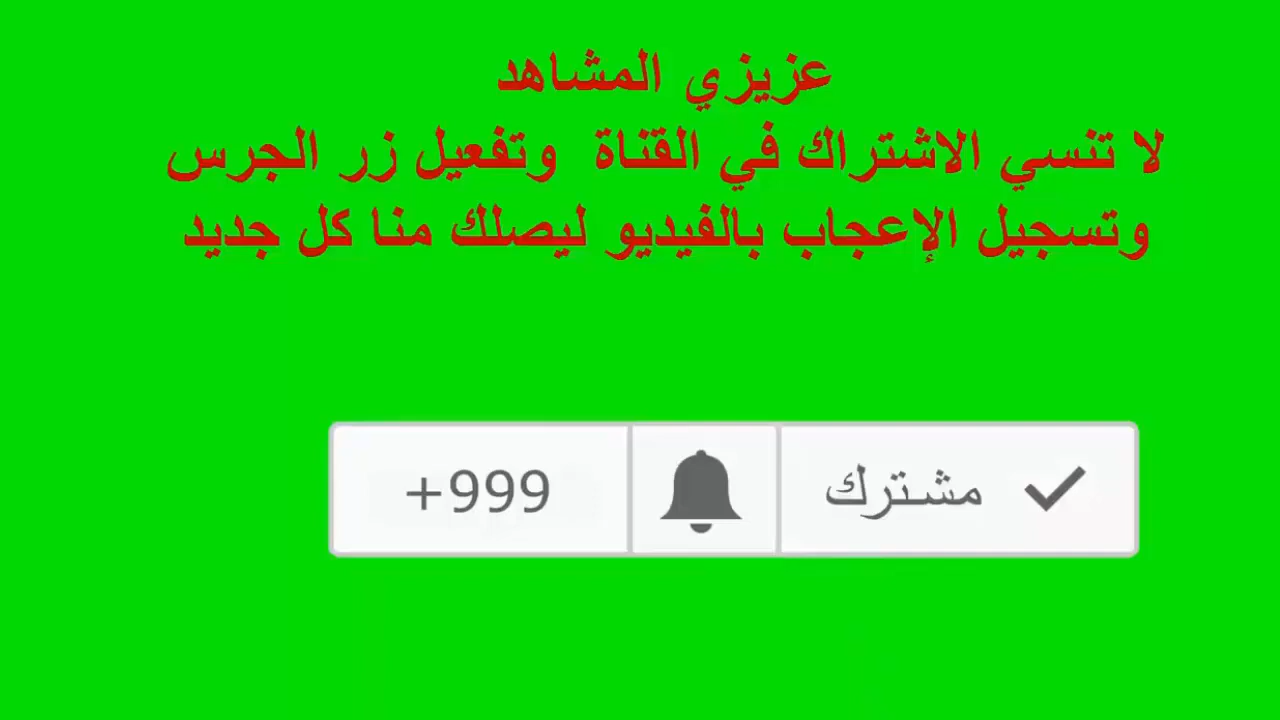 عزيزي المشاهد
لا تنسي الاشتراك في القناة وتفعيل زر الجرس
وتسجيل الإعجاب بالفيديو ليصلك منا كل جديد
مشترك
+999